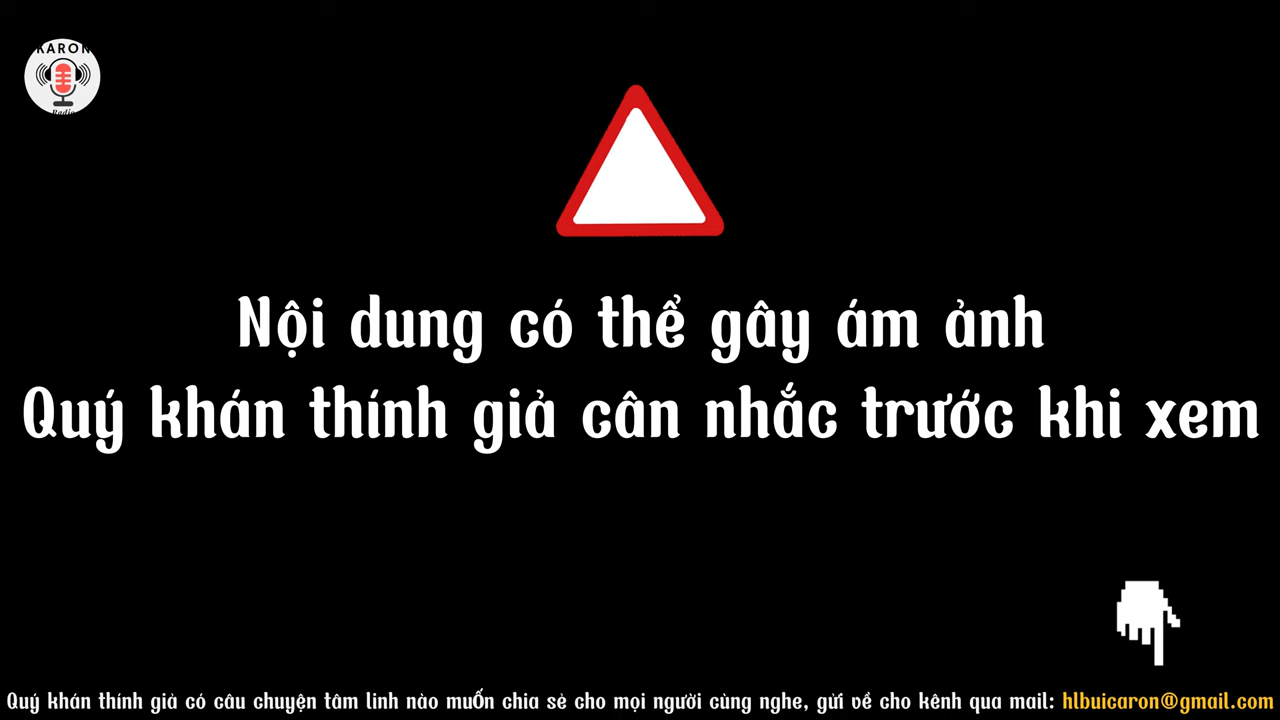 KARON
Radio
Nội dung có thể gây ám ảnh
Quý khán thính giả cân nhắc trước khi xem
Quý khán thính giả có câu chuyện tâm linh nào muốn chia sẻ cho mọi người cùng nghe, gửi về cho kênh qua mail: hlbuicaron@gmail.com